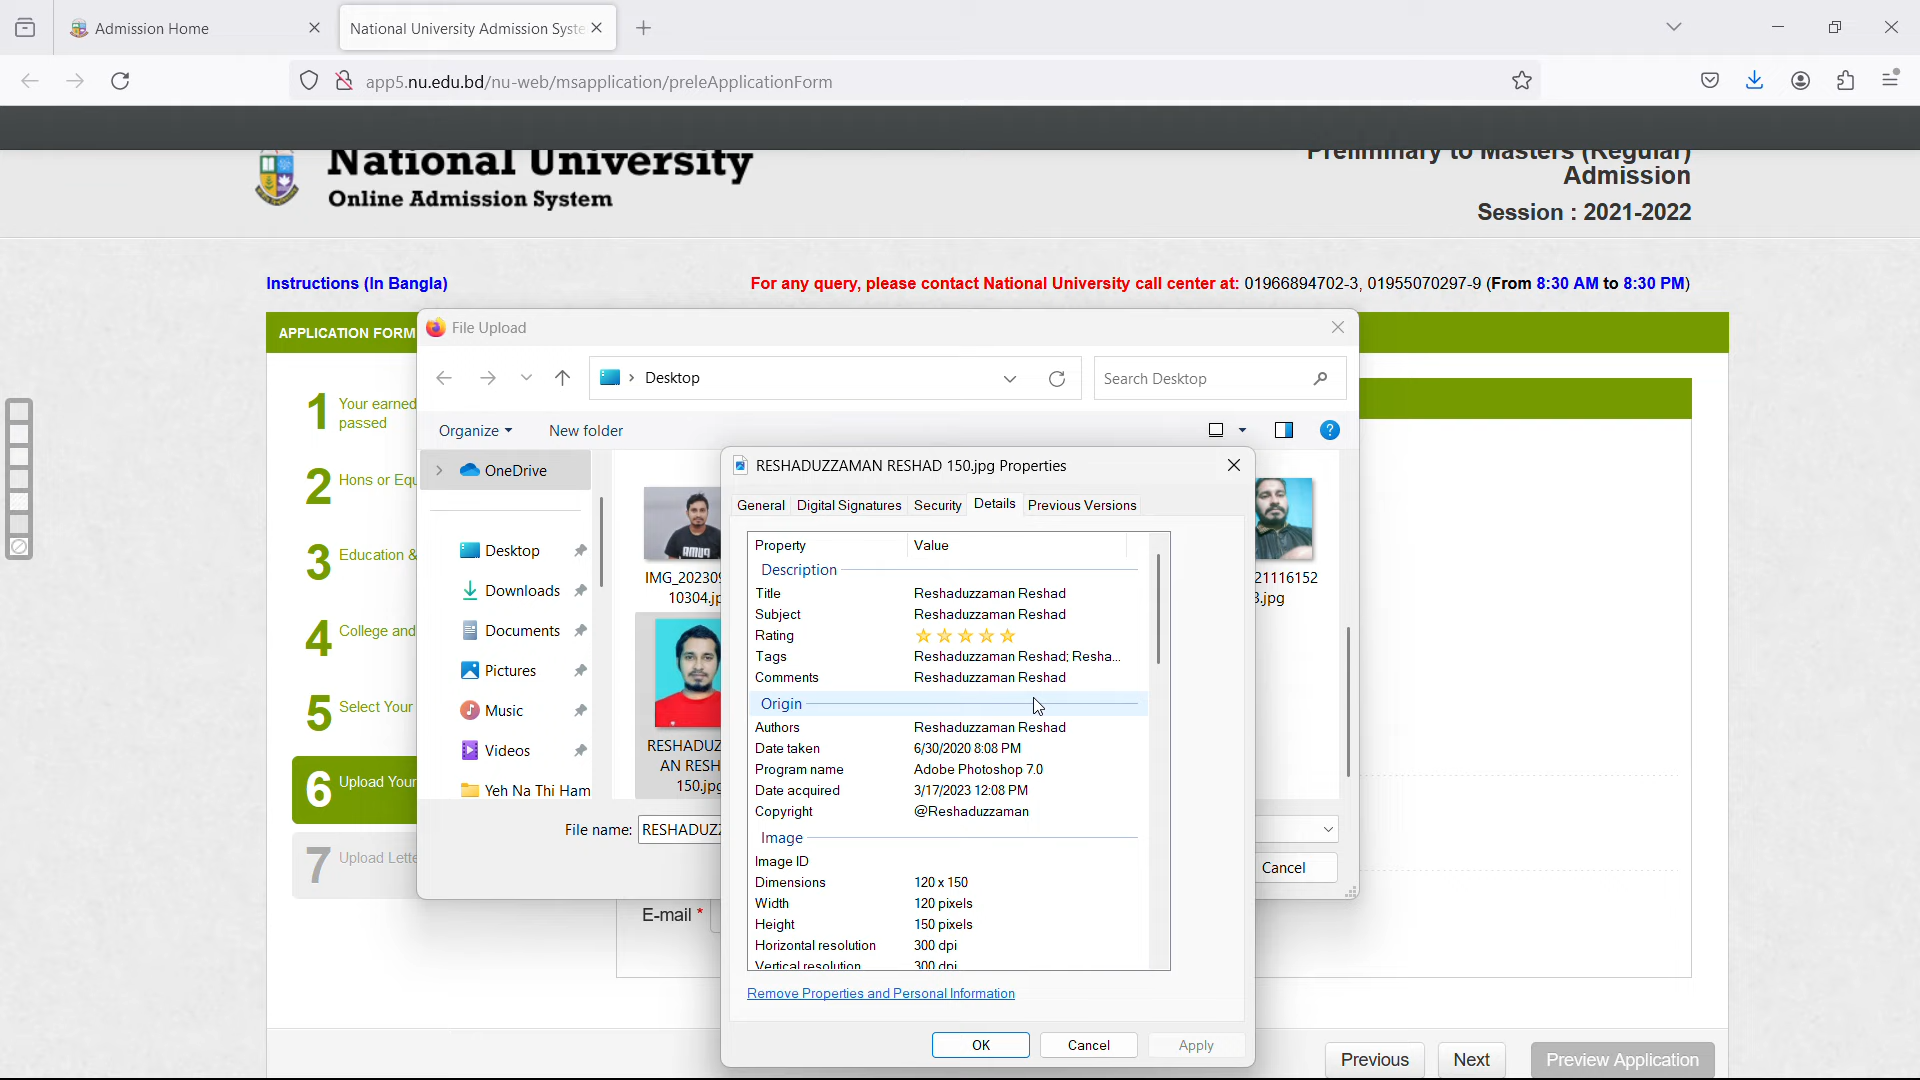 Admission Home
National University Admission Syste
app5.nu.edu.bd/nu-web/msapplication/preleApplicationForm
National University
Online Admission System
Preliminary to Masters (Regular)
Admission
Session : 2021-2022
Instructions (In Bangla)
For any query, please contact National University call center at: 01966894702-3, 01955070297-9 (From 8:30 AM to 8:30 PM)
APPLICATION FORM
1 Your earned
passed
2 Hons or Equ
3 Education &
4 College and
5 Select Your
6 Upload Your
7 Upload Lette
File Upload
Desktop
Search Desktop
Organize
New folder
OneDrive
Desktop
Downloads
Documents
Pictures
Music
Videos
Yeh Na Thi Ham
IMG_202309
10304.jp
21116152
3.jpg
RESHADUZ
AN RESH
150.jpg
File name: RESHADUZZ
Cancel
RESHADUZZAMAN RESHAD 150.jpg Properties
General Digital Signatures Security Details Previous Versions
Property Value
Description
Title Reshaduzzaman Reshad
Subject Reshaduzzaman Reshad
Rating
Tags Reshaduzzaman Reshad; Resha...
Comments Reshaduzzaman Reshad
Origin
Authors Reshaduzzaman Reshad
Date taken 6/30/2020 8:08 PM
Program name Adobe Photoshop 7.0
Date acquired 3/17/2023 12:08 PM
Copyright @Reshaduzzaman
Image
Image ID
Dimensions 120 x 150
Width 120 pixels
Height 150 pixels
Horizontal resolution 300 dpi
Vertical resolution 300 dpi
Remove Properties and Personal Information
OK
Cancel
Apply
E-mail *
Previous
Next
Preview Application